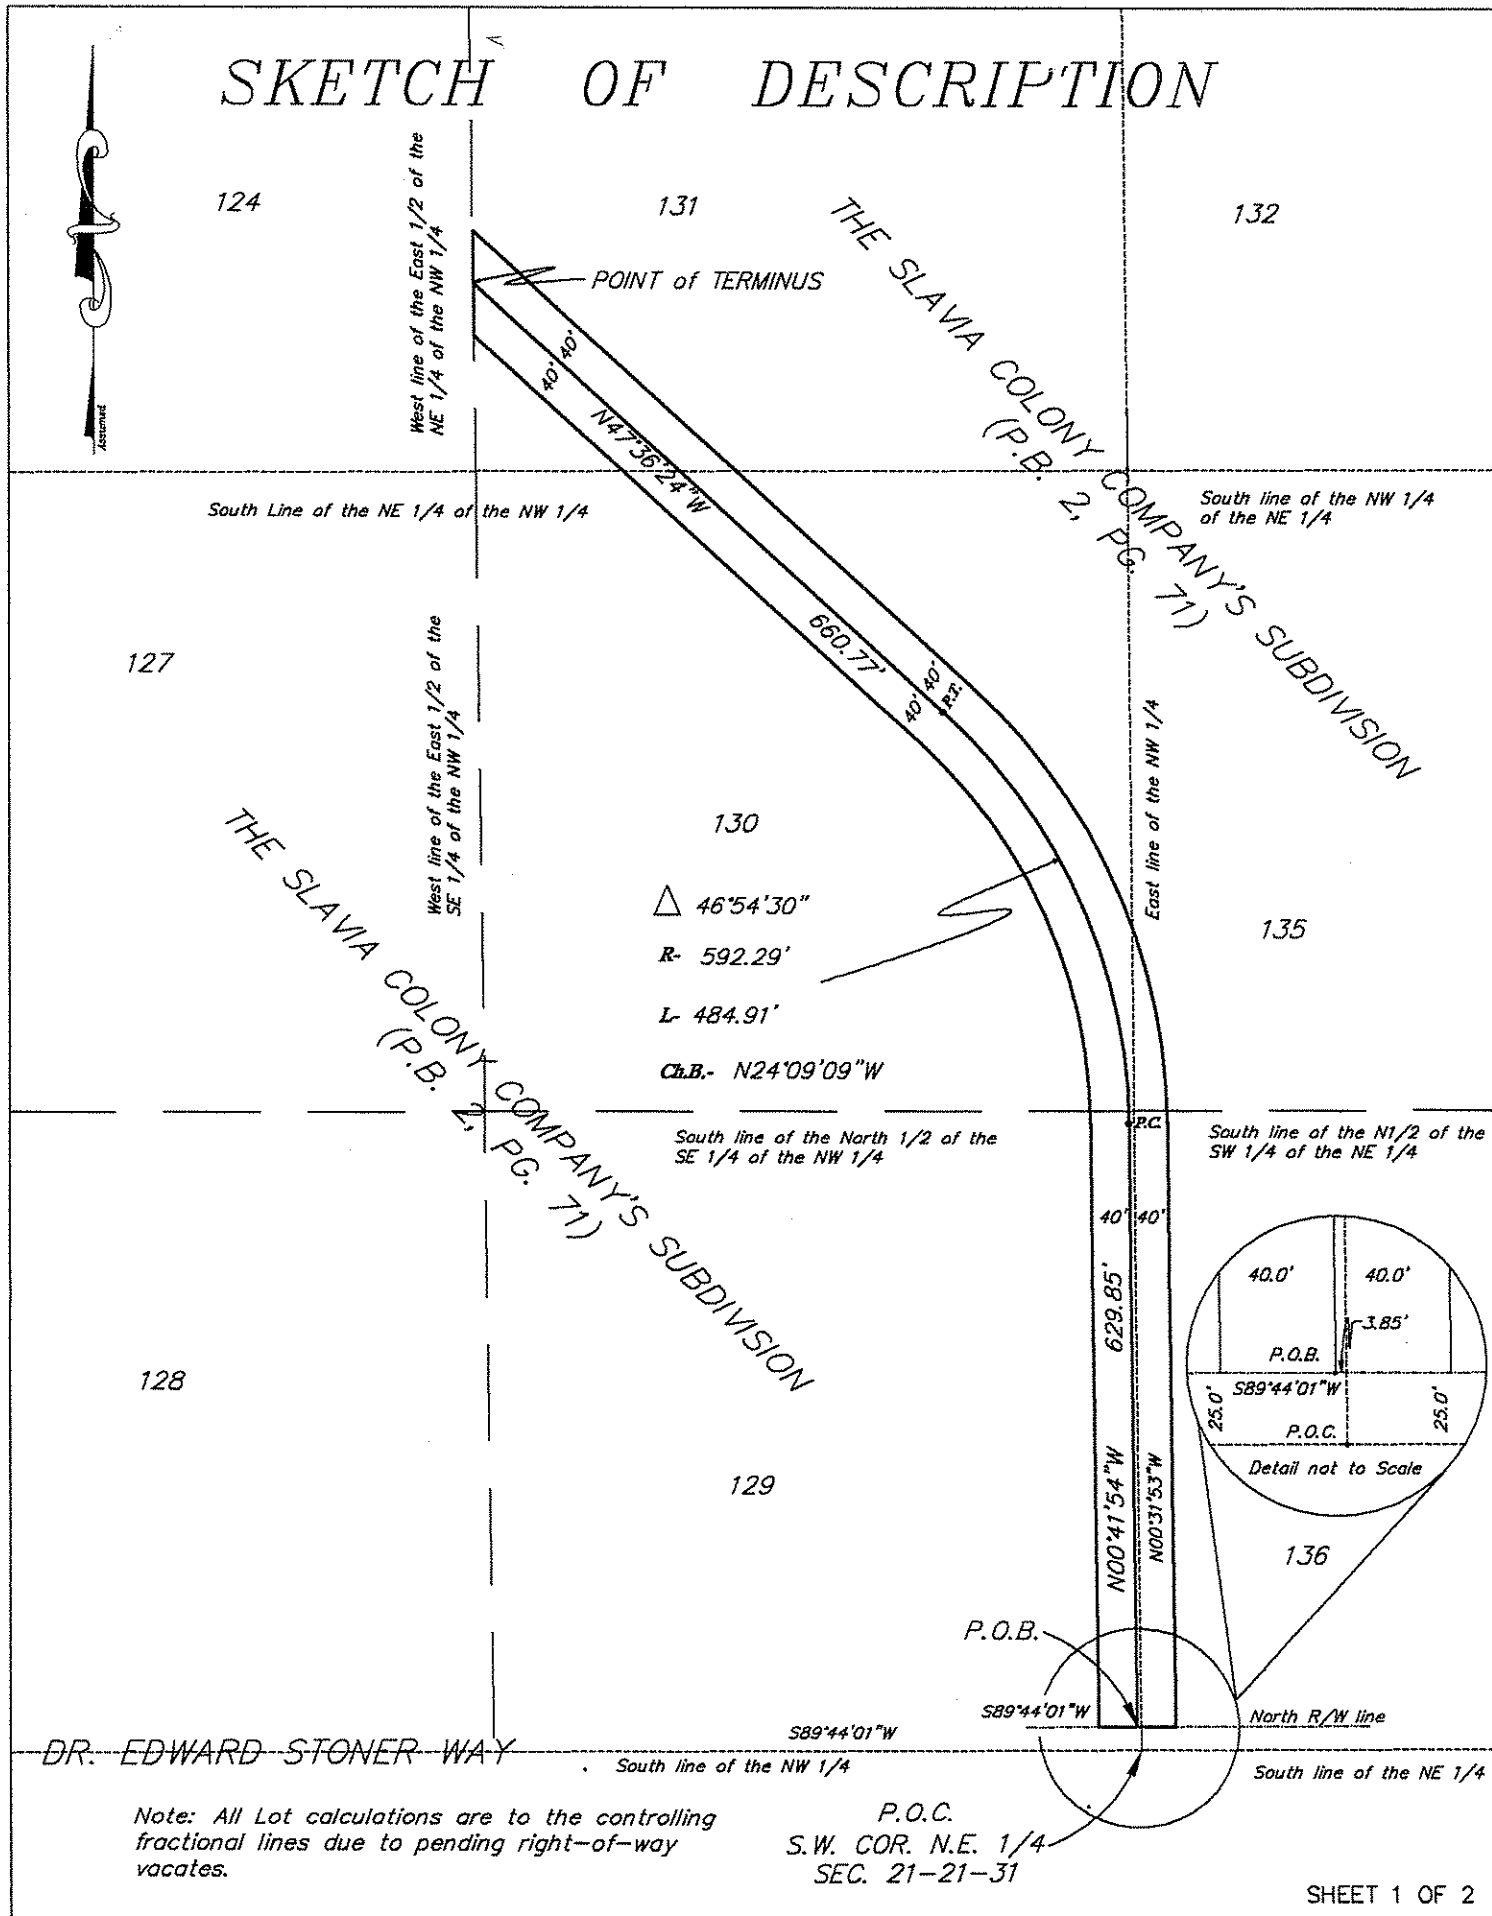 SKETCH OF DESCRIPTION
124
131
132
West line of the East 1/2 of the
NE 1/4 of the NW 1/4
POINT of TERMINUS
THE SLAVIA COLONY COMPANY'S SUBDIVISION
(P.B. 2, PG. 71)
Assumed
40' 40'
N47°36'24"W
South Line of the NE 1/4 of the NW 1/4
South line of the NW 1/4
of the NE 1/4
127
West line of the East 1/2 of the
SE 1/4 of the NW 1/4
660.77'
40' 40'
P.T.
East line of the NW 1/4
130
THE SLAVIA COLONY COMPANY'S SUBDIVISION
(P.B. 2, PG. 71)
△ 46°54'30"
R- 592.29'
L- 484.91'
Ch.B.- N24°09'09"W
135
P.C.
South line of the North 1/2 of the
SE 1/4 of the NW 1/4
South line of the N1/2 of the
SW 1/4 of the NE 1/4
40' 40'
629.85'
N00°41'54"W
N00°31'53"W
40.0' 40.0'
3.85'
P.O.B.
S89°44'01"W
25.0' 25.0'
P.O.C.
Detail not to Scale
128
129
136
P.O.B.
S89°44'01"W
North R/W line
S89°44'01"W
DR. EDWARD STONER WAY
South line of the NW 1/4
South line of the NE 1/4
Note: All Lot calculations are to the controlling
fractional lines due to pending right-of-way
vacates.
P.O.C.
S.W. COR. N.E. 1/4
SEC. 21-21-31
SHEET 1 OF 2